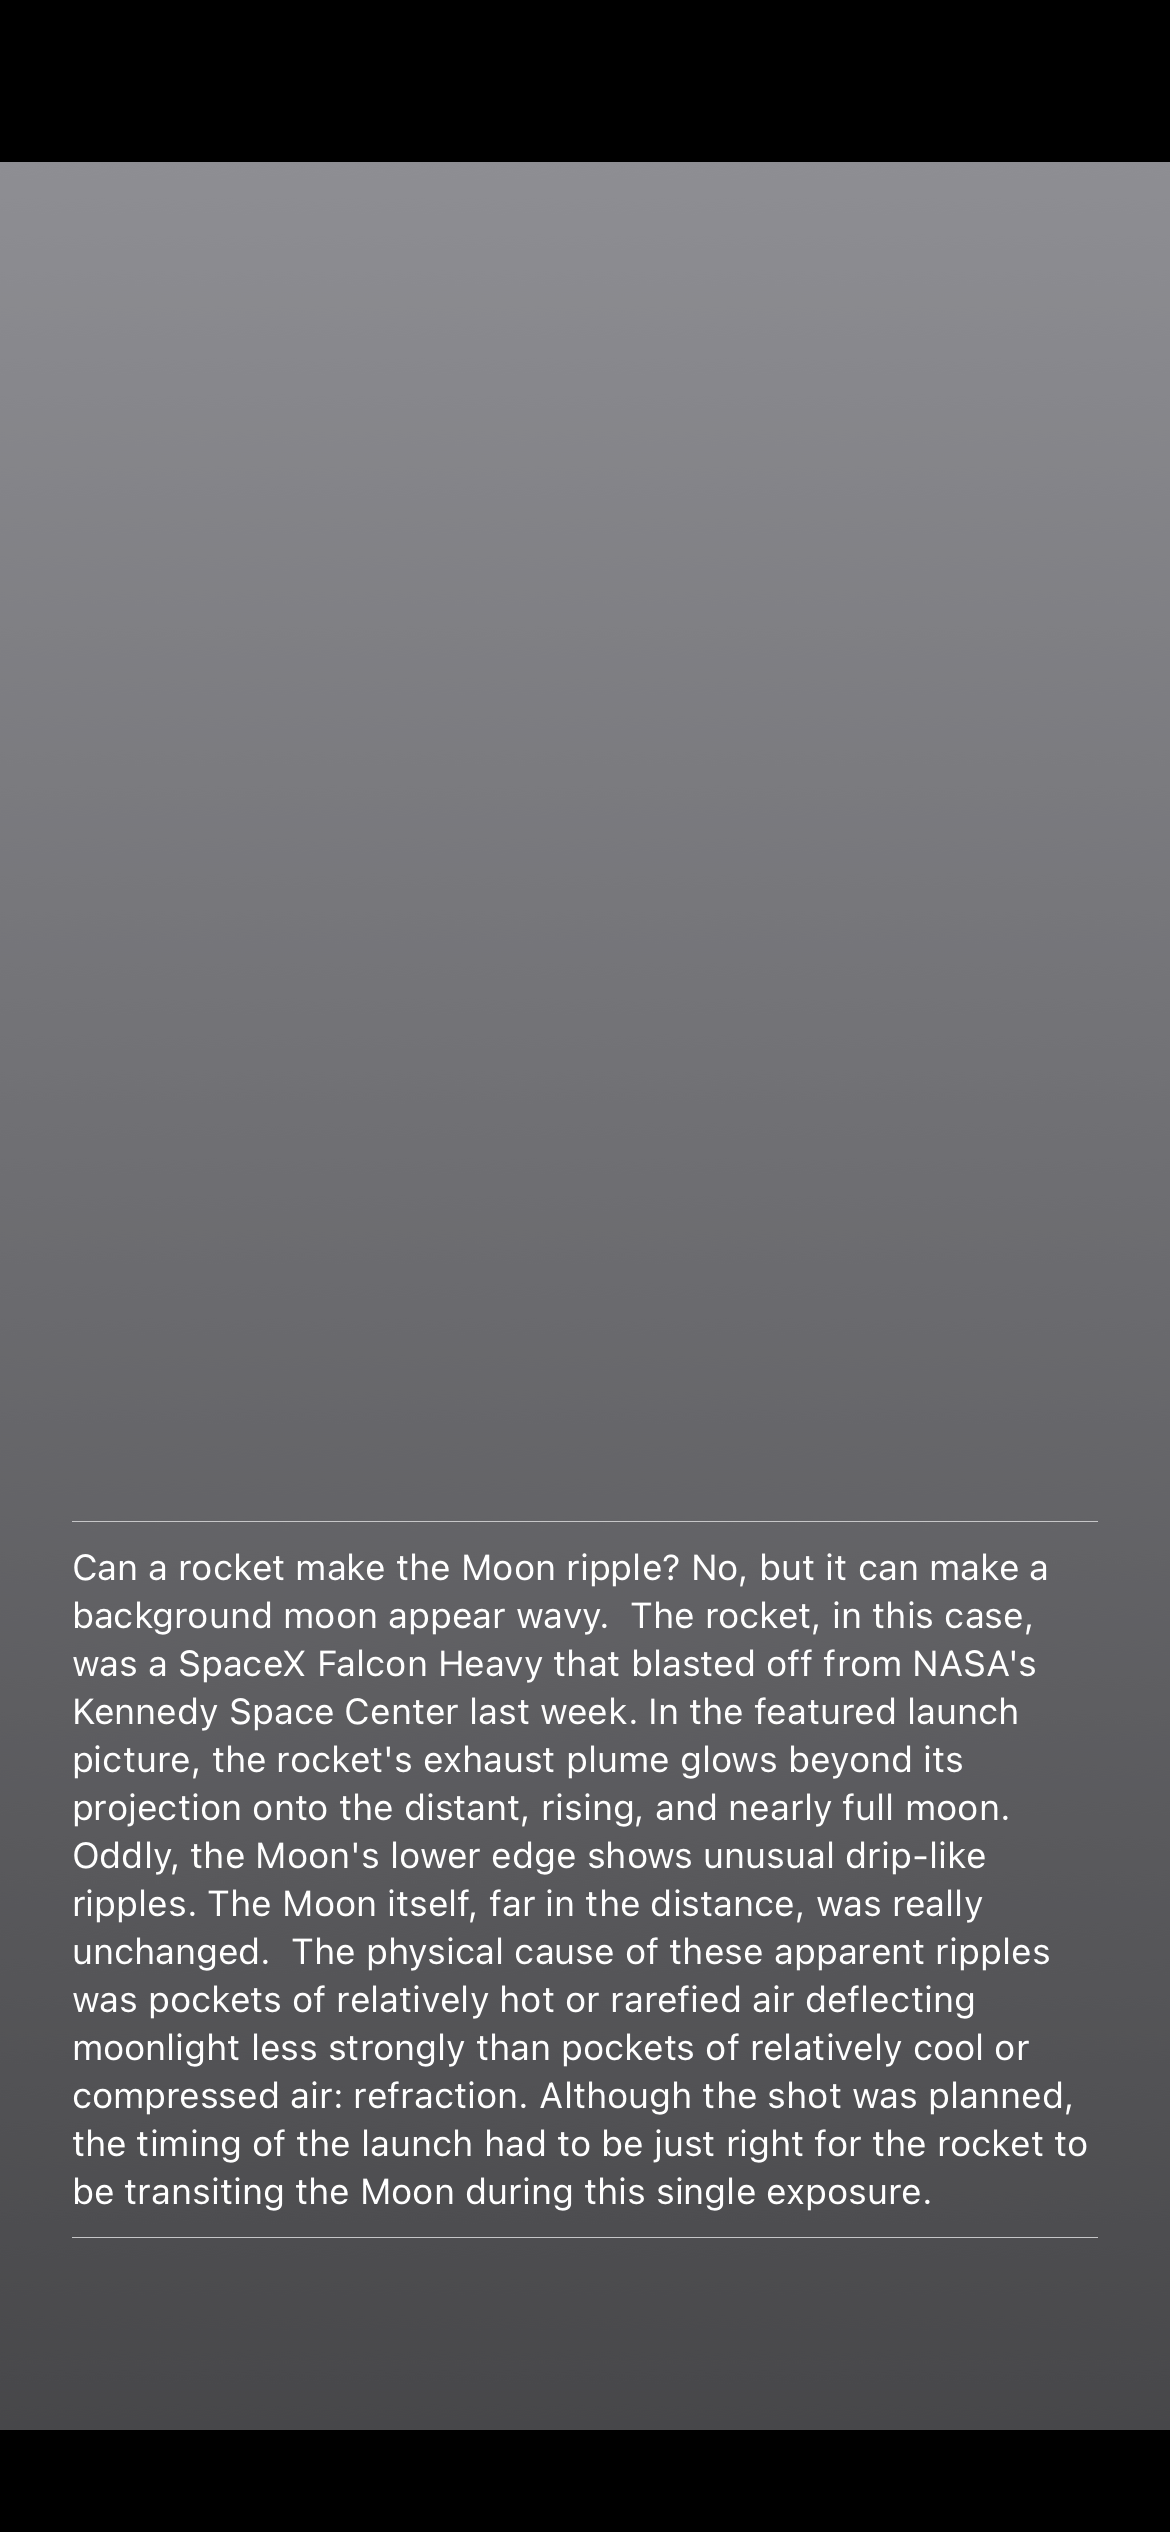 Can a rocket make the Moon ripple? No, but it can make a
background moon appear wavy.  The rocket, in this case,
was a SpaceX Falcon Heavy that blasted off from NASA's
Kennedy Space Center last week. In the featured launch
picture, the rocket's exhaust plume glows beyond its
projection onto the distant, rising, and nearly full moon.
Oddly, the Moon's lower edge shows unusual drip-like
ripples. The Moon itself, far in the distance, was really
unchanged.  The physical cause of these apparent ripples
was pockets of relatively hot or rarefied air deflecting
moonlight less strongly than pockets of relatively cool or
compressed air: refraction. Although the shot was planned,
the timing of the launch had to be just right for the rocket to
be transiting the Moon during this single exposure.